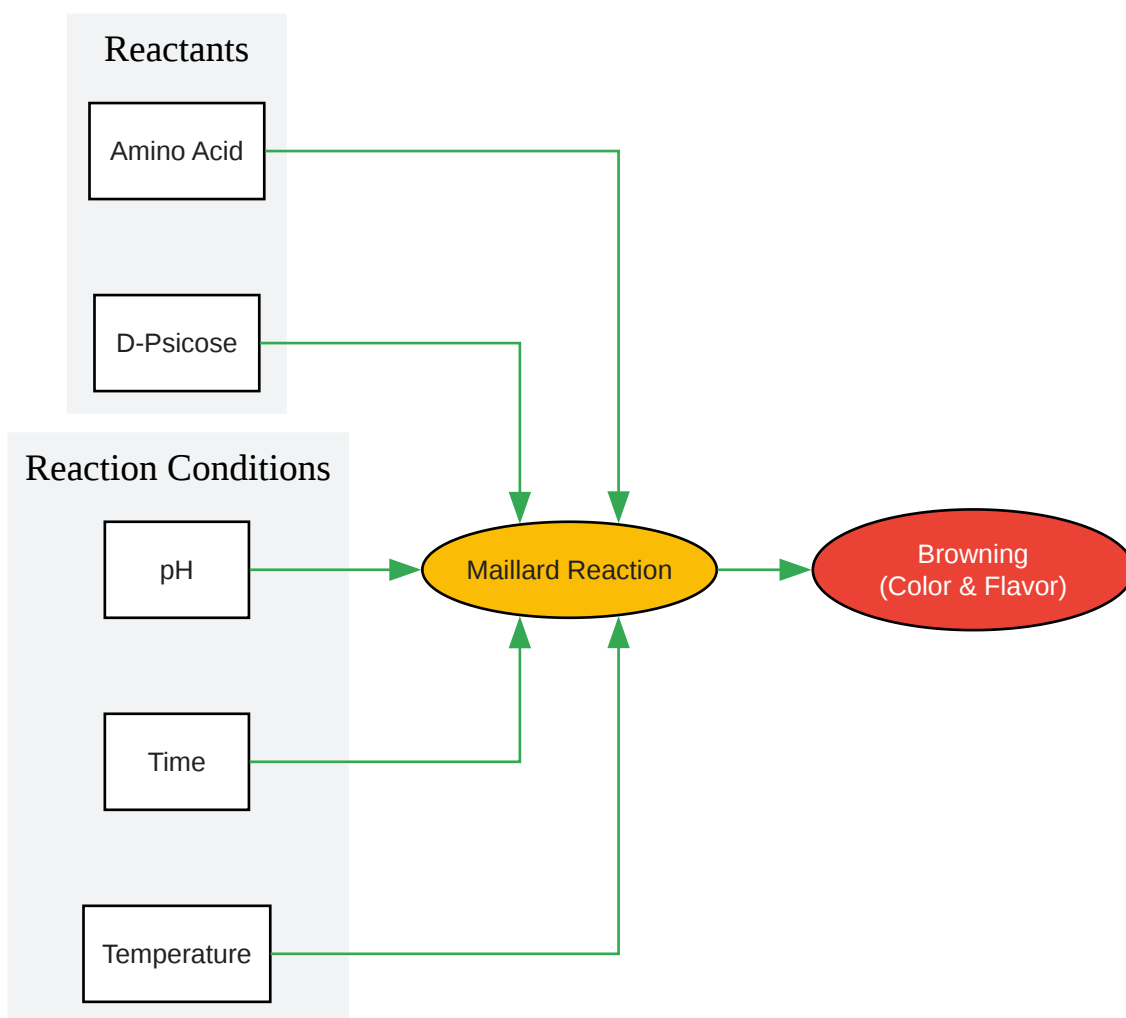 Reactants
Amino Acid
D-Psicose
Reaction Conditions
pH
Maillard Reaction
Browning
(Color & Flavor)
Time
Temperature